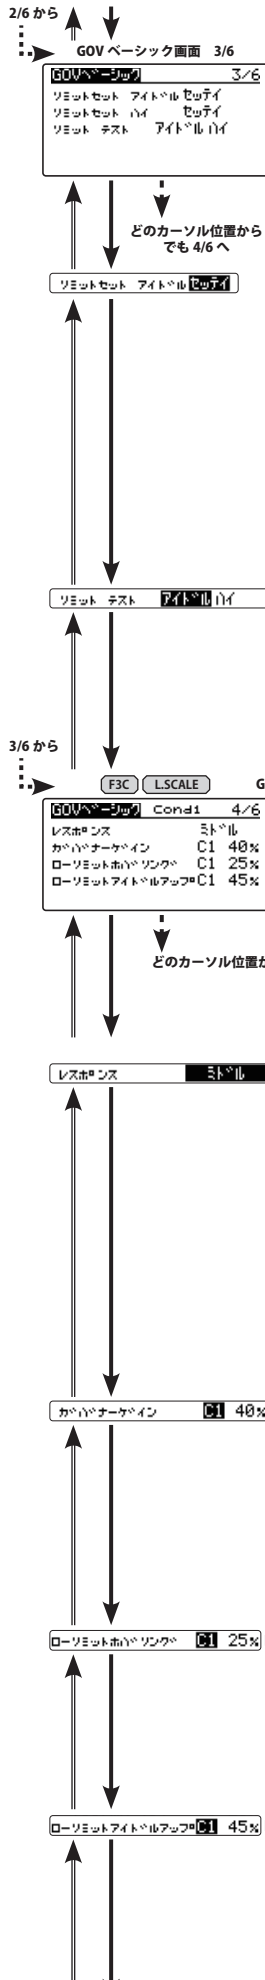 2/6 から
GOV ベーシック画面 3/6
GOVベーシック 3/6
リミットセット アイドル セッテイ
リミットセット ハイ セッテイ
リミット テスト アイドル ハイ
どのカーソル位置から
でも 4/6 へ
リミットセット アイドル セッテイ
リミット テスト アイドル ハイ
3/6 から
F3C L.SCALE G
GOVベーシック Cond1 4/6
レスポンス ミドル
ガバナーゲイン C1 40%
ローリミットホバリング C1 25%
ローリミットアイドルアップ C1 45%
どのカーソル位置か
レスポンス ミドル
ガバナーゲイン C1 40%
ローリミットホバリング C1 25%
ローリミットアイドルアップ C1 45%